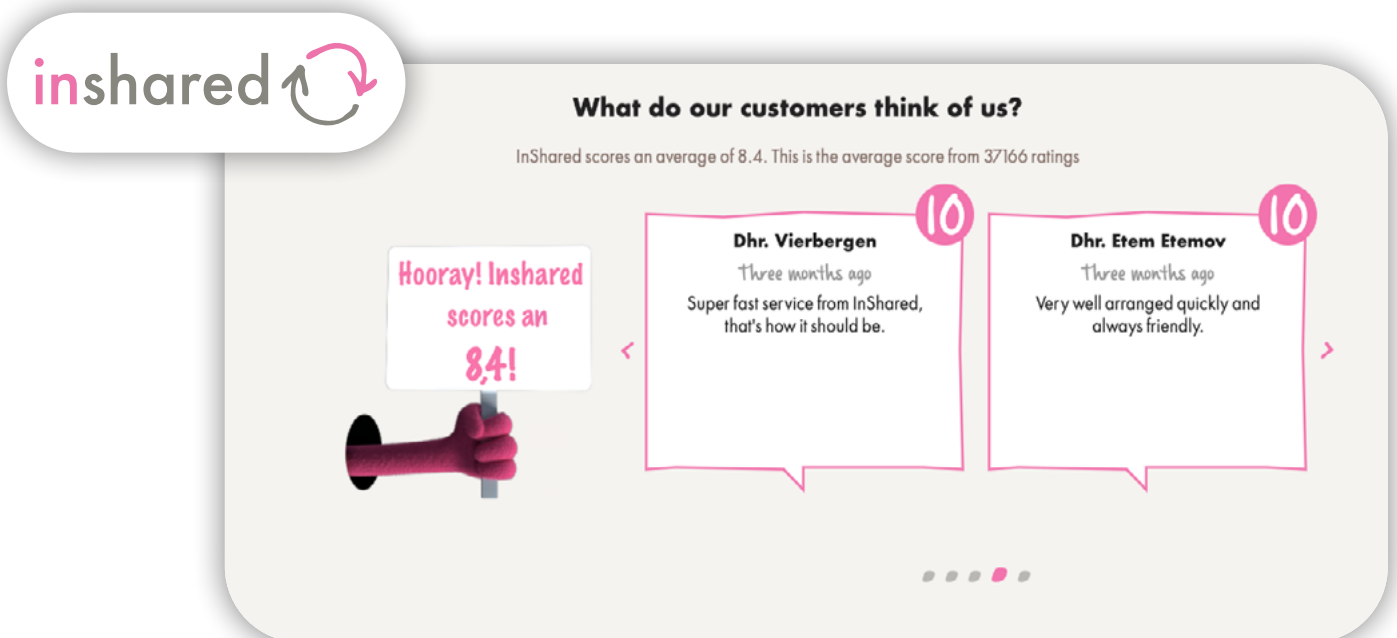 inshared
What do our customers think of us?
InShared scores an average of 8.4. This is the average score from 37166 ratings
Hooray! Inshared
scores an
8,4!
10
Dhr. Vierbergen
Three months ago
Super fast service from InShared,
that's how it should be.
10
Dhr. Etem Etemov
Three months ago
Very well arranged quickly and
always friendly.